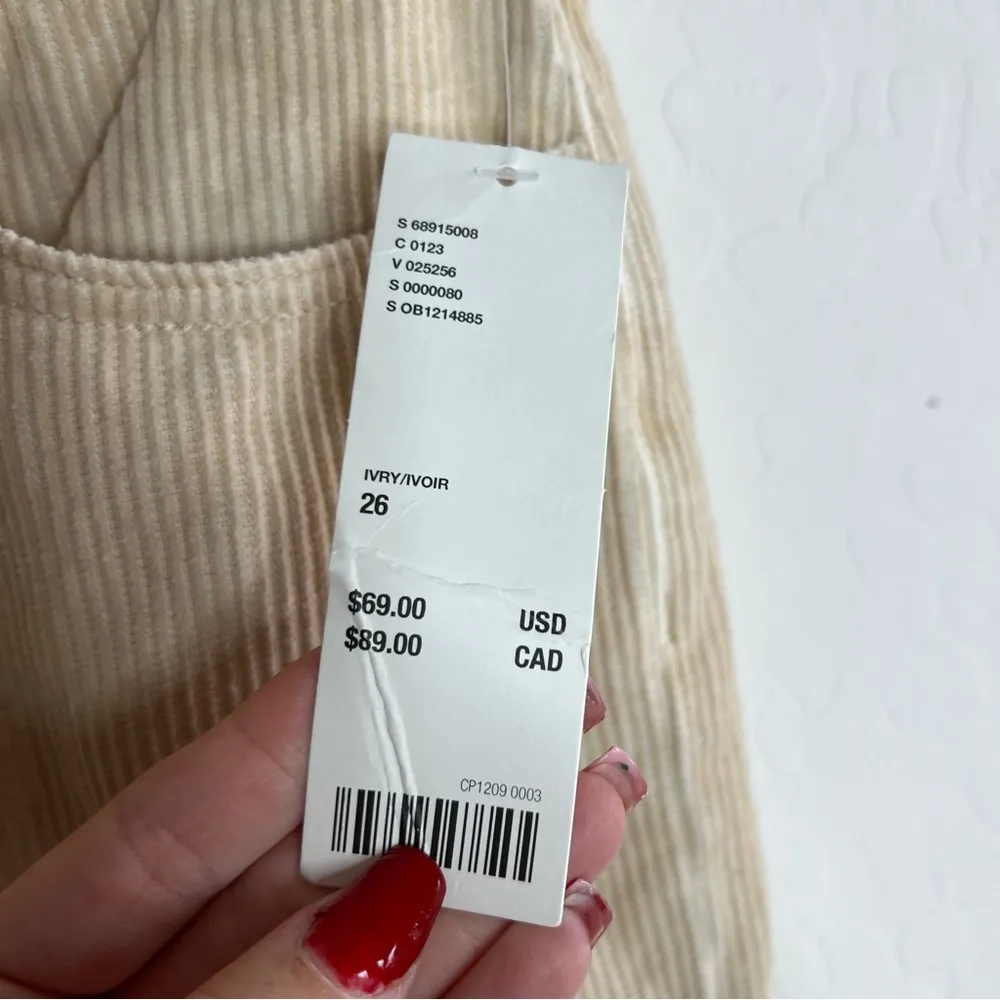 S 68915008
C 0123
V 025256
S 0000080
S OB1214885
IVRY/IVOIR
26
$69.00 USD
$89.00 CAD
CP1209 0003